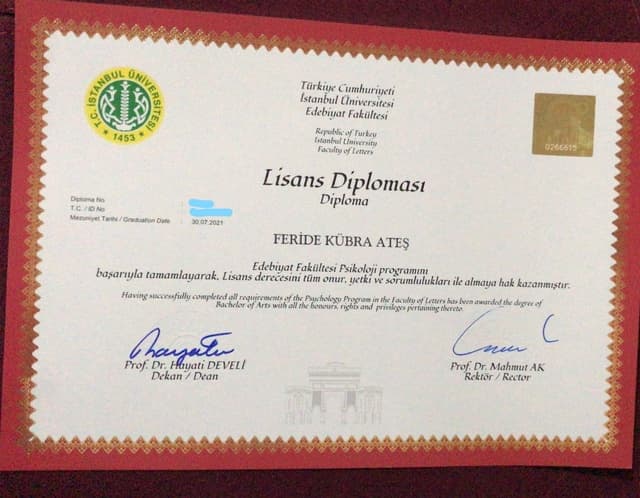 T.C. İSTANBUL ÜNİVERSİTESİ
1453
Türkiye Cumhuriyeti
İstanbul Üniversitesi
Edebiyat Fakültesi
Republic of Turkey
Istanbul University
Faculty of Letters
0266615
Lisans Diploması
Diploma
Diploma No
T.C. / ID No
Mezuniyet Tarihi / Graduation Date : 30.07.2021
FERİDE KÜBRA ATEŞ
Edebiyat Fakültesi Psikoloji programını
başarıyla tamamlayarak, Lisans derecesini tüm onur, yetki ve sorumlulukları ile almaya hak kazanmıştır.
Having successfully completed all requirements of the Psychology Program in the Faculty of Letters has been awarded the degree of
Bachelor of Arts with all the honours, rights and privileges pertaining thereto.
Prof. Dr. Hayati DEVELİ
Dekan / Dean
Prof. Dr. Mahmut AK
Rektör / Rector